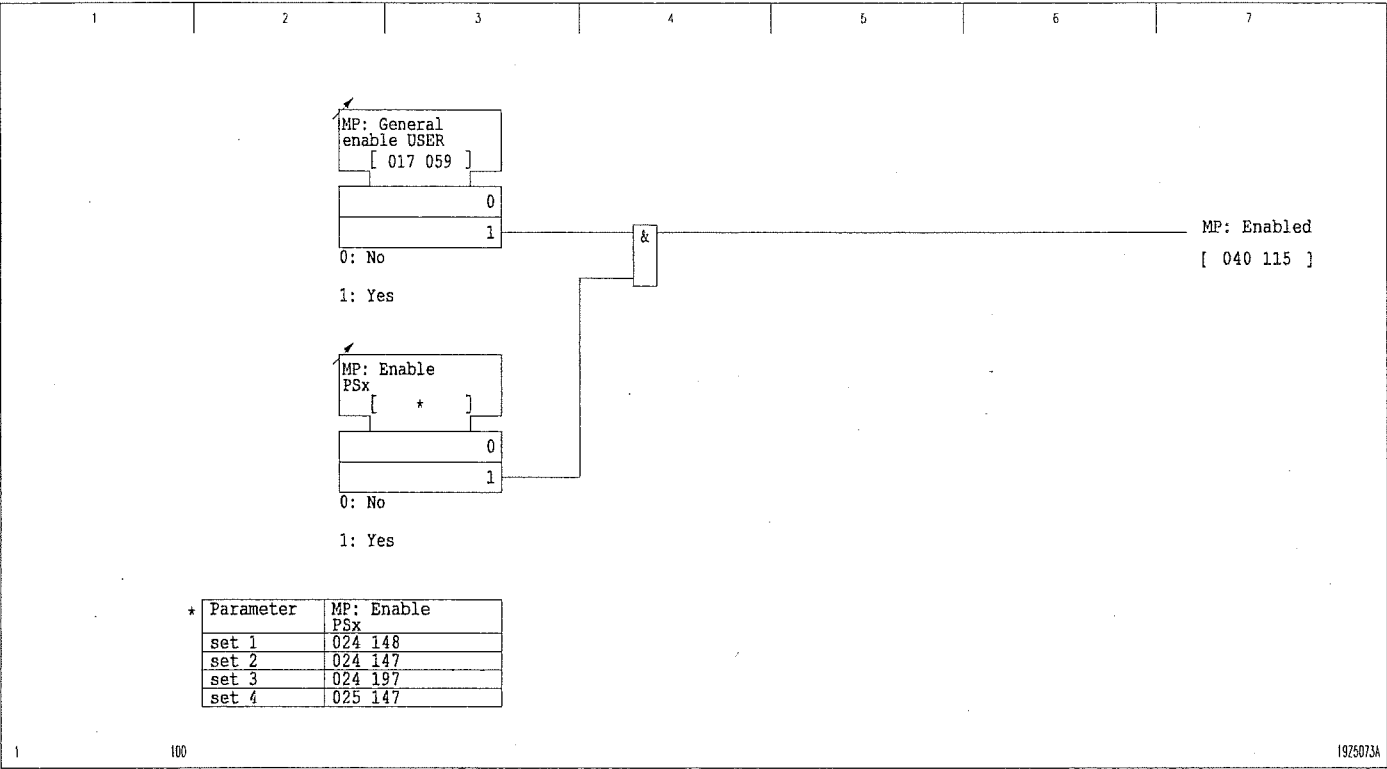 1 2 3 4 5 6 7
MP: General
enable USER
[ 017 059 ]
0
1
0: No
1: Yes
&
MP: Enabled
[ 040 115 ]
MP: Enable
PSx
[ * ]
0
1
0: No
1: Yes
* Parameter MP: Enable
PSx
set 1 024 148
set 2 024 147
set 3 024 197
set 4 025 147
1 100 19Z5073A